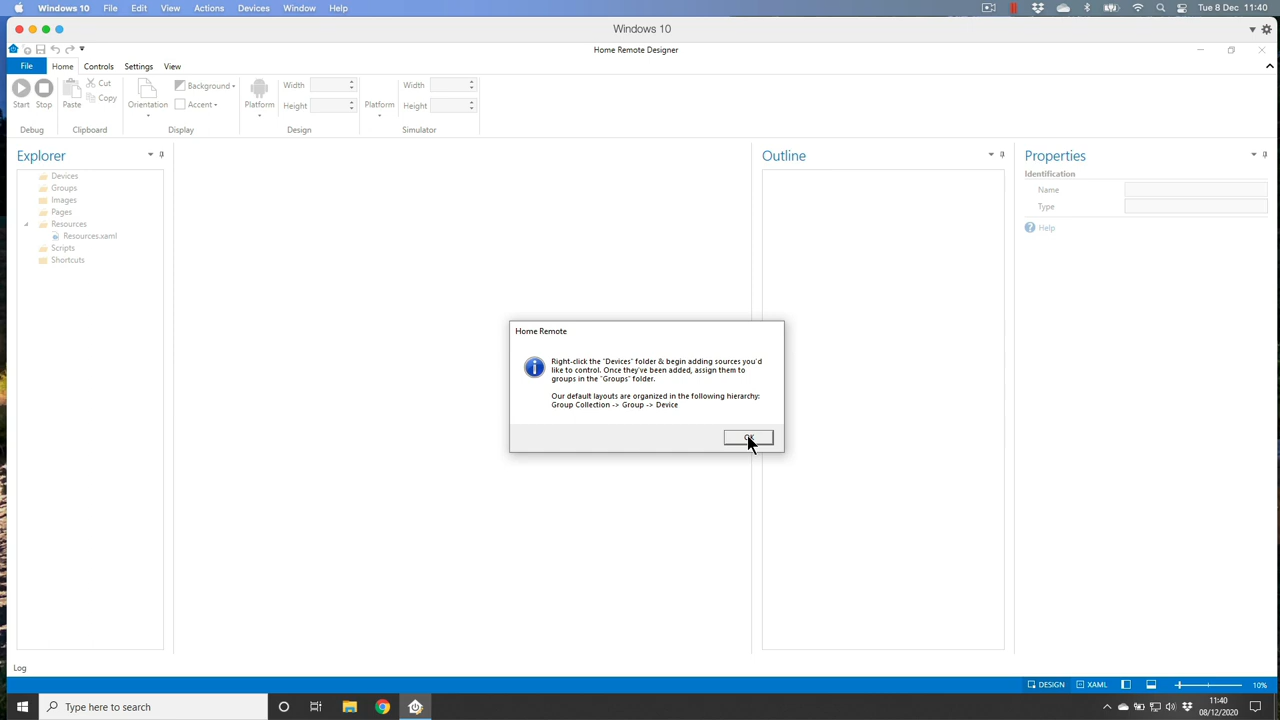 Windows 10 File Edit View Actions Devices Window Help Tue 8 Dec 11:40
Windows 10
Home Remote Designer
File Home Controls Settings View
Start Stop Paste Cut Copy Orientation Background Accent Platform Width Height Platform Width Height
Debug Clipboard Display Design Simulator
Explorer
Devices
Groups
Images
Pages
Resources
Resources.xaml
Scripts
Shortcuts
Outline
Properties
Identification
Name
Type
Help
Home Remote
Right-click the "Devices" folder & begin adding sources you'd
like to control. Once they've been added, assign them to
groups in the "Groups" folder.
Our default layouts are organized in the following hierarchy:
Group Collection -> Group -> Device
OK
Log
DESIGN XAML 10%
Type here to search
11:40
08/12/2020